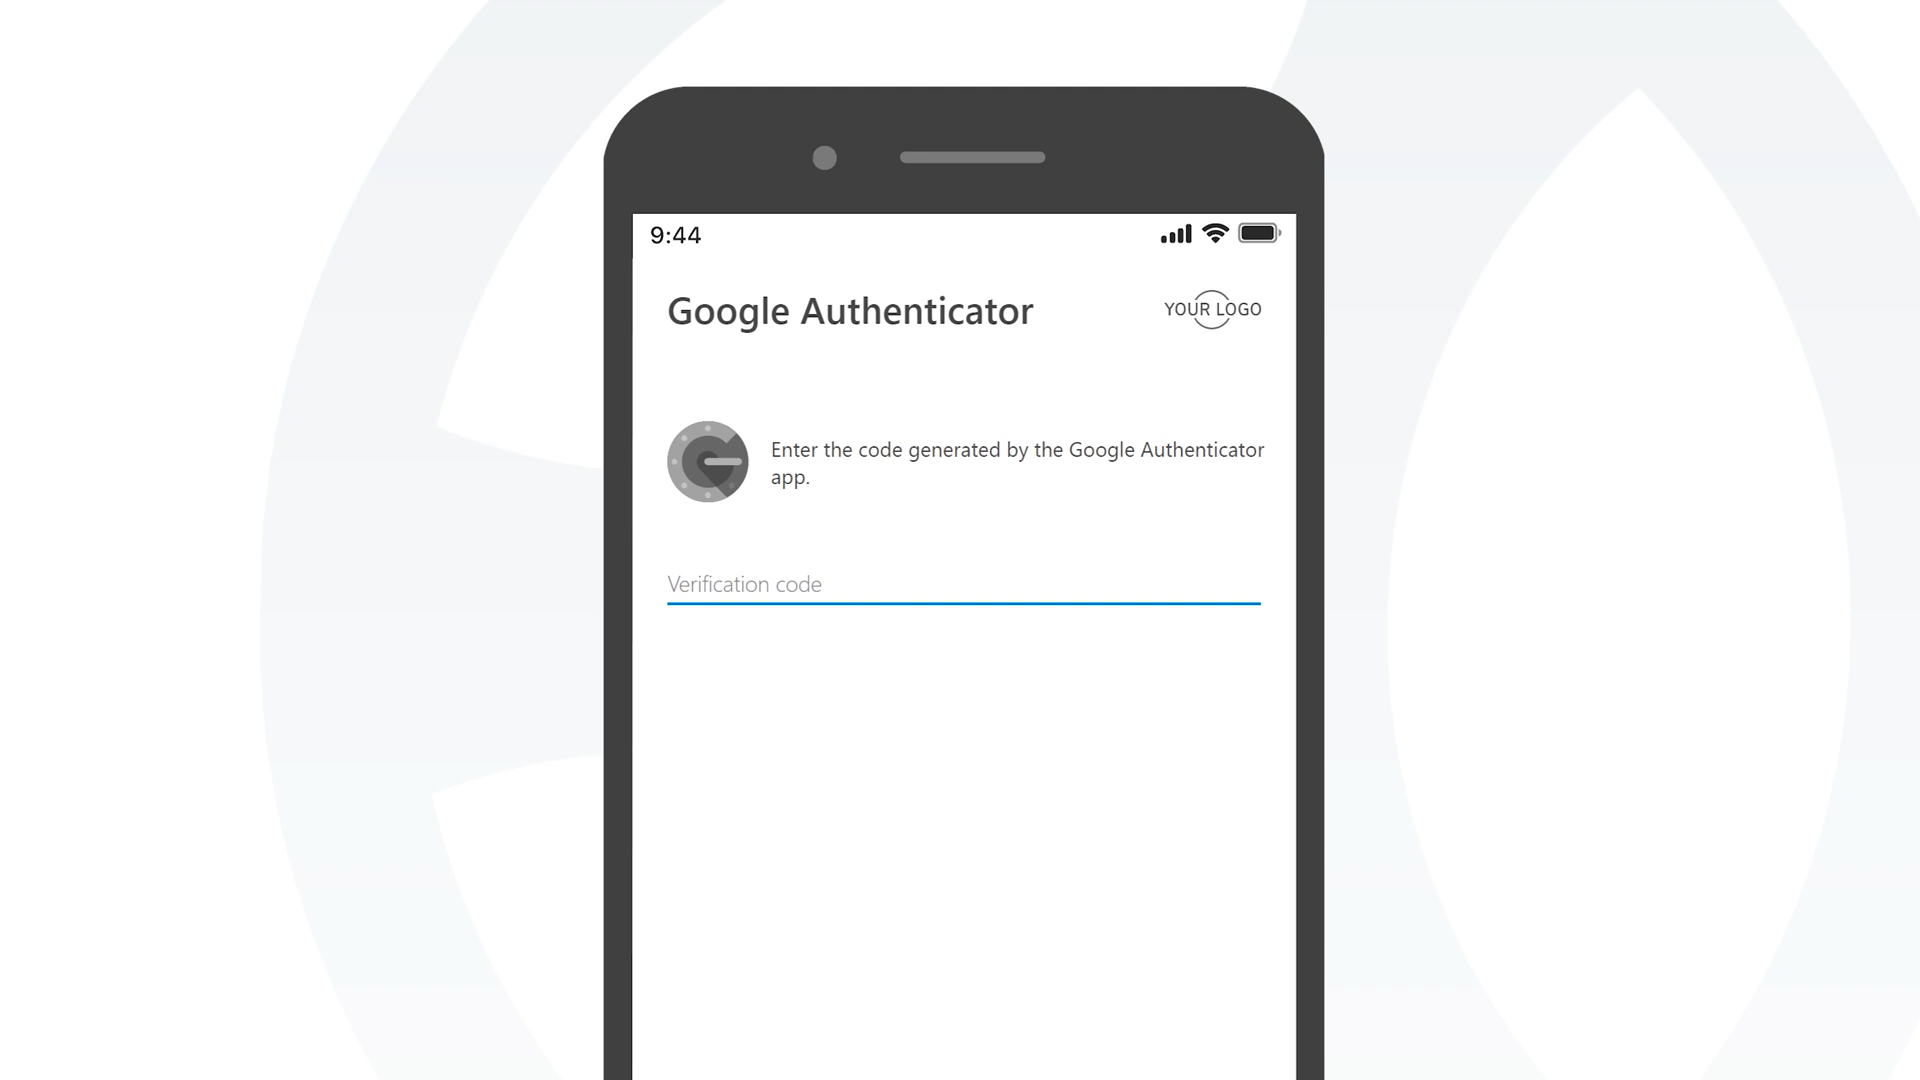 9:44
Google Authenticator
YOUR LOGO
Enter the code generated by the Google Authenticator
app.
Verification code